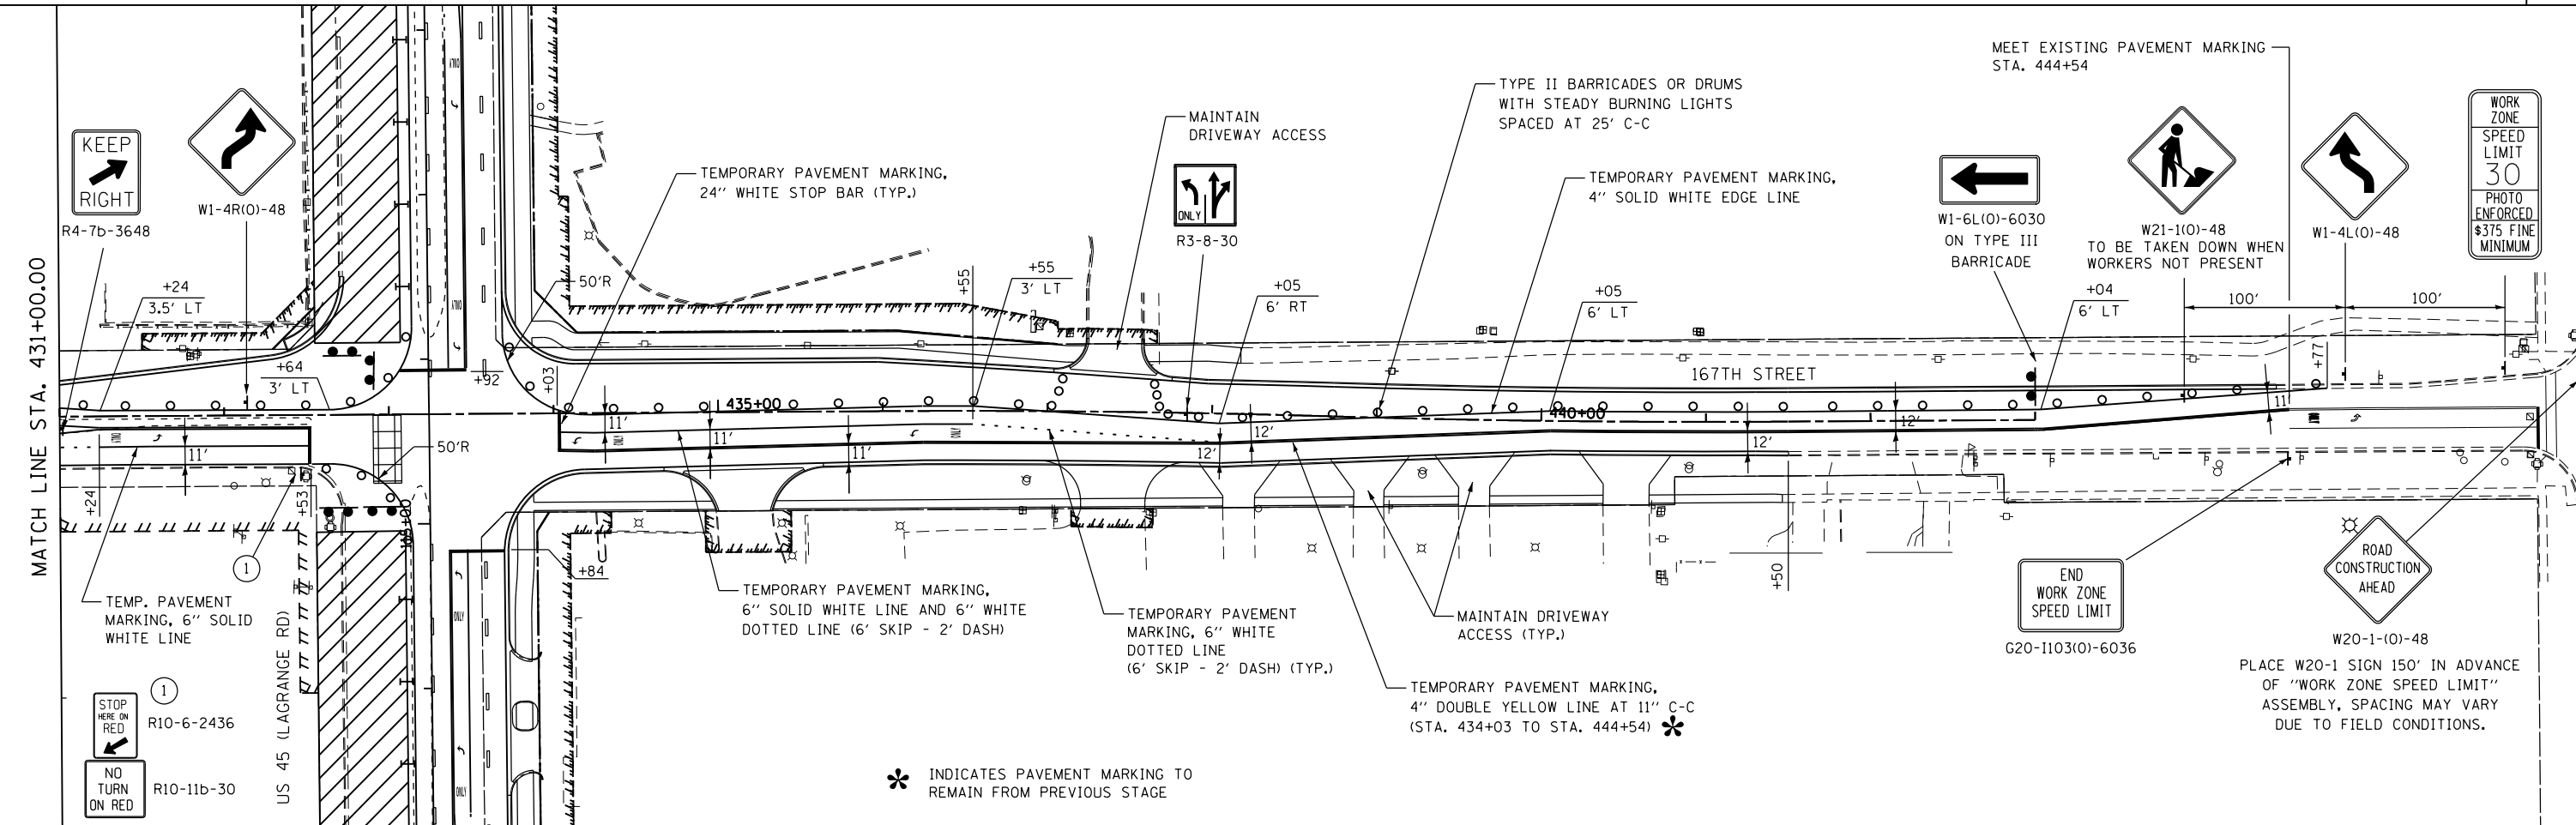 MEET EXISTING PAVEMENT MARKING
STA. 444+54
TYPE II BARRICADES OR DRUMS
WITH STEADY BURNING LIGHTS
SPACED AT 25' C-C
MAINTAIN
DRIVEWAY ACCESS
WORK
ZONE
SPEED
LIMIT
30
PHOTO
ENFORCED
$375 FINE
MINIMUM
KEEP
RIGHT
R4-7b-3648
W1-4R(O)-48
TEMPORARY PAVEMENT MARKING,
24" WHITE STOP BAR (TYP.)
ONLY
R3-8-30
TEMPORARY PAVEMENT MARKING,
4" SOLID WHITE EDGE LINE
W1-6L(O)-6030
ON TYPE III
BARRICADE
W21-1(O)-48
TO BE TAKEN DOWN WHEN
WORKERS NOT PRESENT
W1-4L(O)-48
MATCH LINE STA. 431+00.00
+24
3.5' LT
+64
3' LT
50'R
+92
+03
+55
+55
3' LT
+05
6' RT
+05
6' LT
+04
6' LT
100'
100'
+77
167TH STREET
435+00
440+00
11'
11'
11'
11'
12'
12'
12'
12'
11'
50'R
+24
+53
115+00
+84
+50
ONLY
ONLY
ONLY
ONLY
1
TEMP. PAVEMENT
MARKING, 6" SOLID
WHITE LINE
TEMPORARY PAVEMENT MARKING,
6" SOLID WHITE LINE AND 6" WHITE
DOTTED LINE (6' SKIP - 2' DASH)
TEMPORARY PAVEMENT
MARKING, 6" WHITE
DOTTED LINE
(6' SKIP - 2' DASH) (TYP.)
MAINTAIN DRIVEWAY
ACCESS (TYP.)
TEMPORARY PAVEMENT MARKING,
4" DOUBLE YELLOW LINE AT 11" C-C
(STA. 434+03 TO STA. 444+54) *
END
WORK ZONE
SPEED LIMIT
G20-I103(O)-6036
ROAD
CONSTRUCTION
AHEAD
W20-1-(O)-48
PLACE W20-1 SIGN 150' IN ADVANCE
OF "WORK ZONE SPEED LIMIT"
ASSEMBLY, SPACING MAY VARY
DUE TO FIELD CONDITIONS.
US 45 (LAGRANGE RD)
1
STOP
HERE ON
RED
R10-6-2436
NO
TURN
ON RED
R10-11b-30
* INDICATES PAVEMENT MARKING TO
REMAIN FROM PREVIOUS STAGE